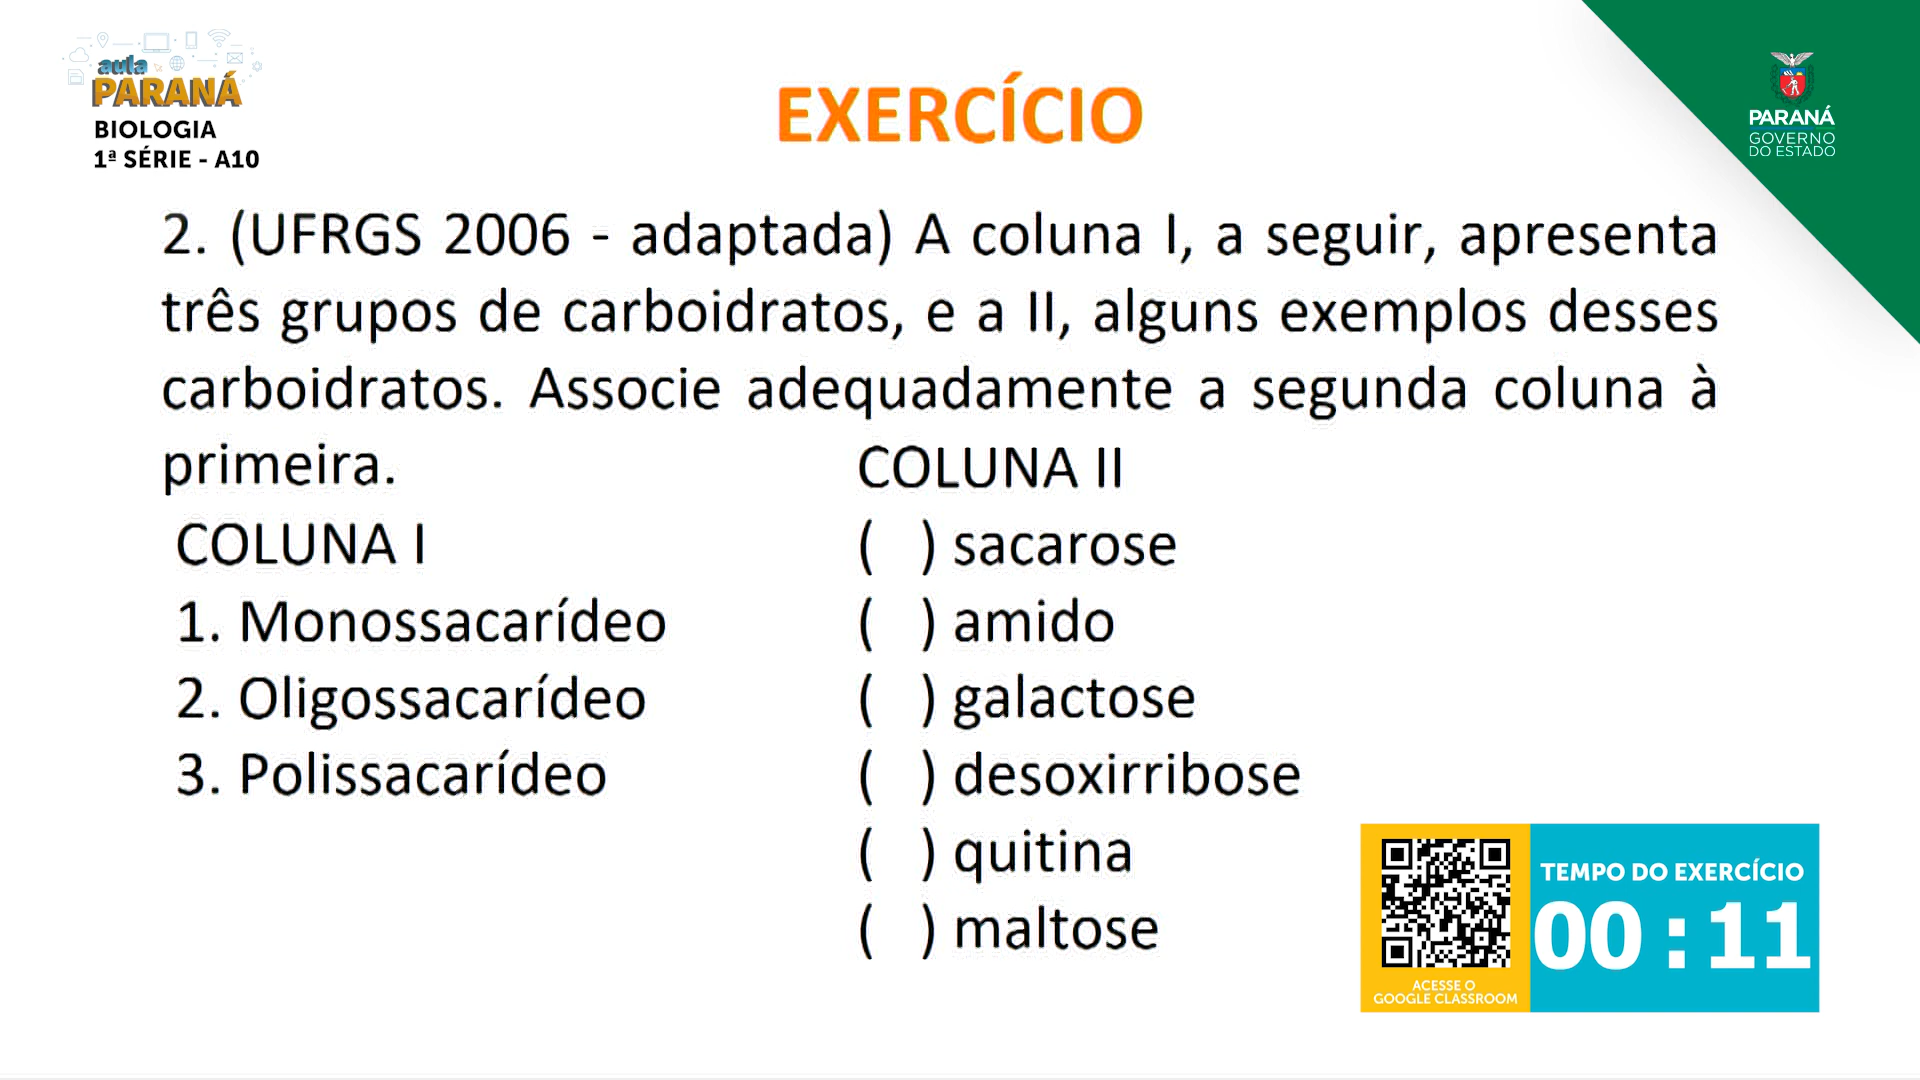 aula
PARANÁ
BIOLOGIA
1ª SÉRIE - A10
EXERCÍCIO
PARANÁ
GOVERNO
DO ESTADO
2. (UFRGS 2006 - adaptada) A coluna I, a seguir, apresenta
três grupos de carboidratos, e a II, alguns exemplos desses
carboidratos. Associe adequadamente a segunda coluna à
primeira.
COLUNA I
1. Monossacarídeo
2. Oligossacarídeo
3. Polissacarídeo
COLUNA II
( ) sacarose
( ) amido
( ) galactose
( ) desoxirribose
( ) quitina
( ) maltose
ACESSE O
GOOGLE CLASSROOM
TEMPO DO EXERCÍCIO
00:11